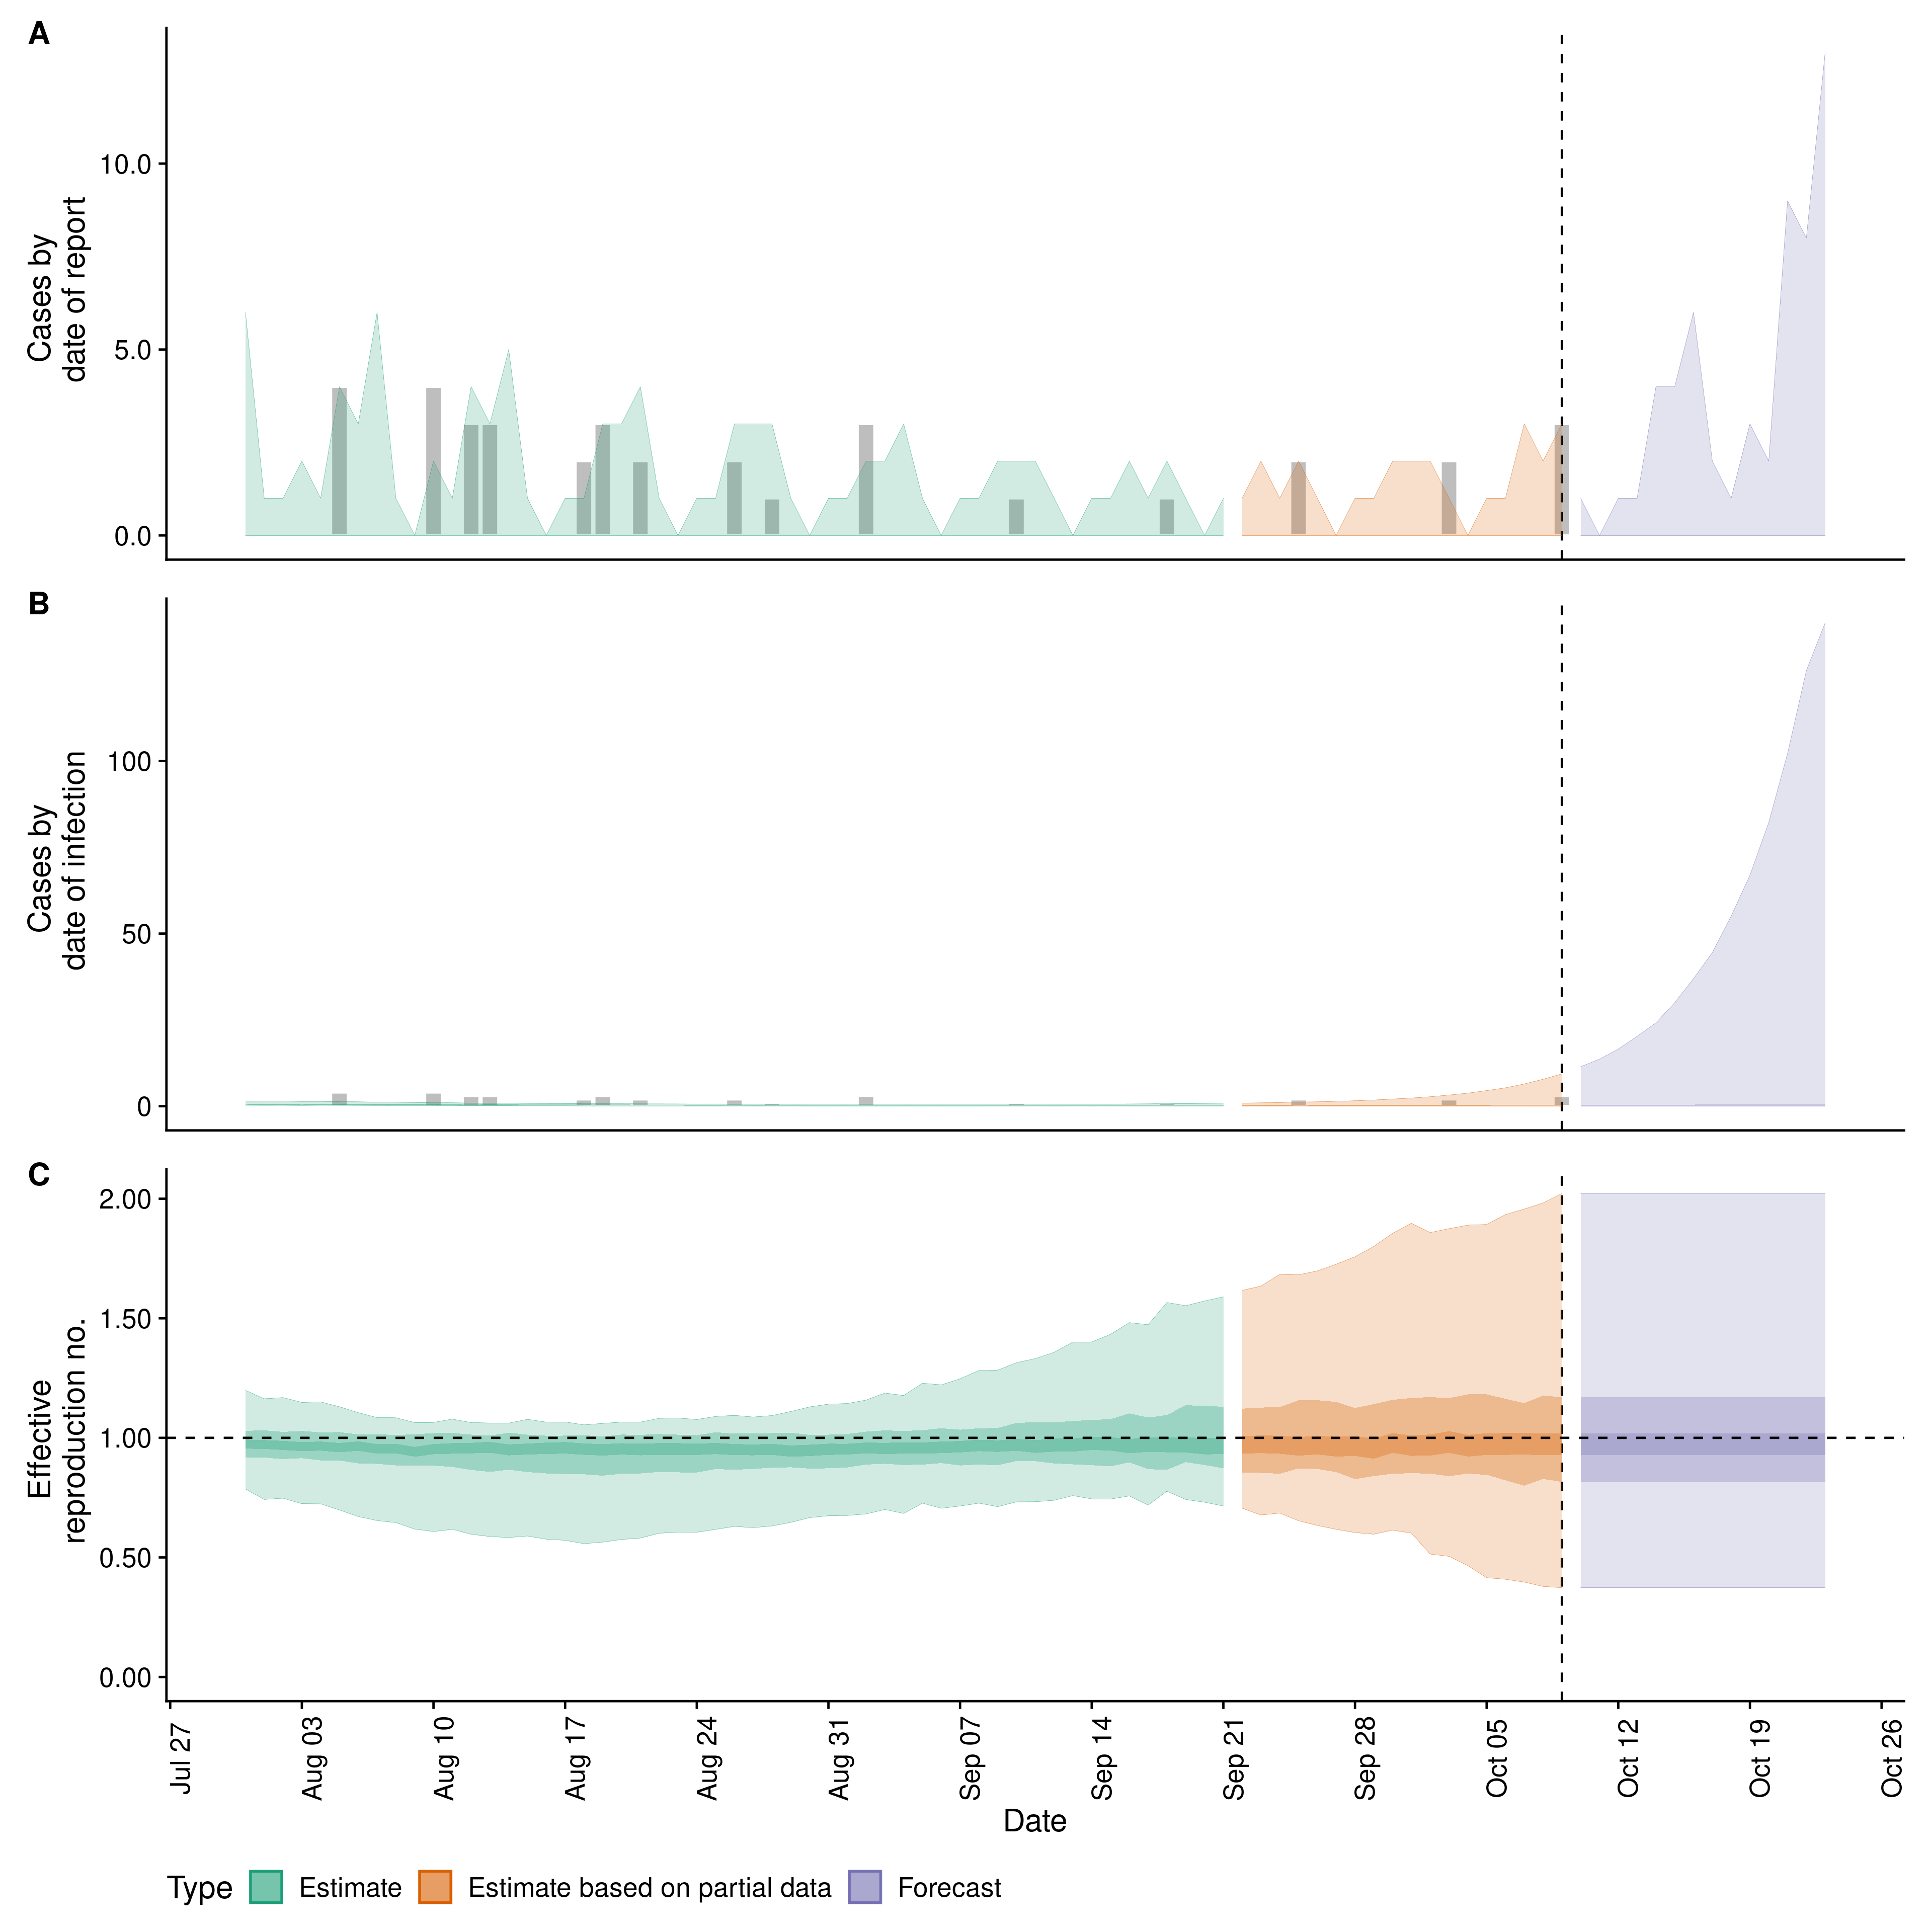 A
Cases by
date of report
10.0
5.0
0.0
B
Cases by
date of infection
100
50
0
C
Effective
reproduction no.
2.00
1.50
1.00
0.50
0.00
Jul 27
Aug 03
Aug 10
Aug 17
Aug 24
Aug 31
Sep 07
Sep 14
Sep 21
Sep 28
Oct 05
Oct 12
Oct 19
Oct 26
Date
Type Estimate Estimate based on partial data Forecast